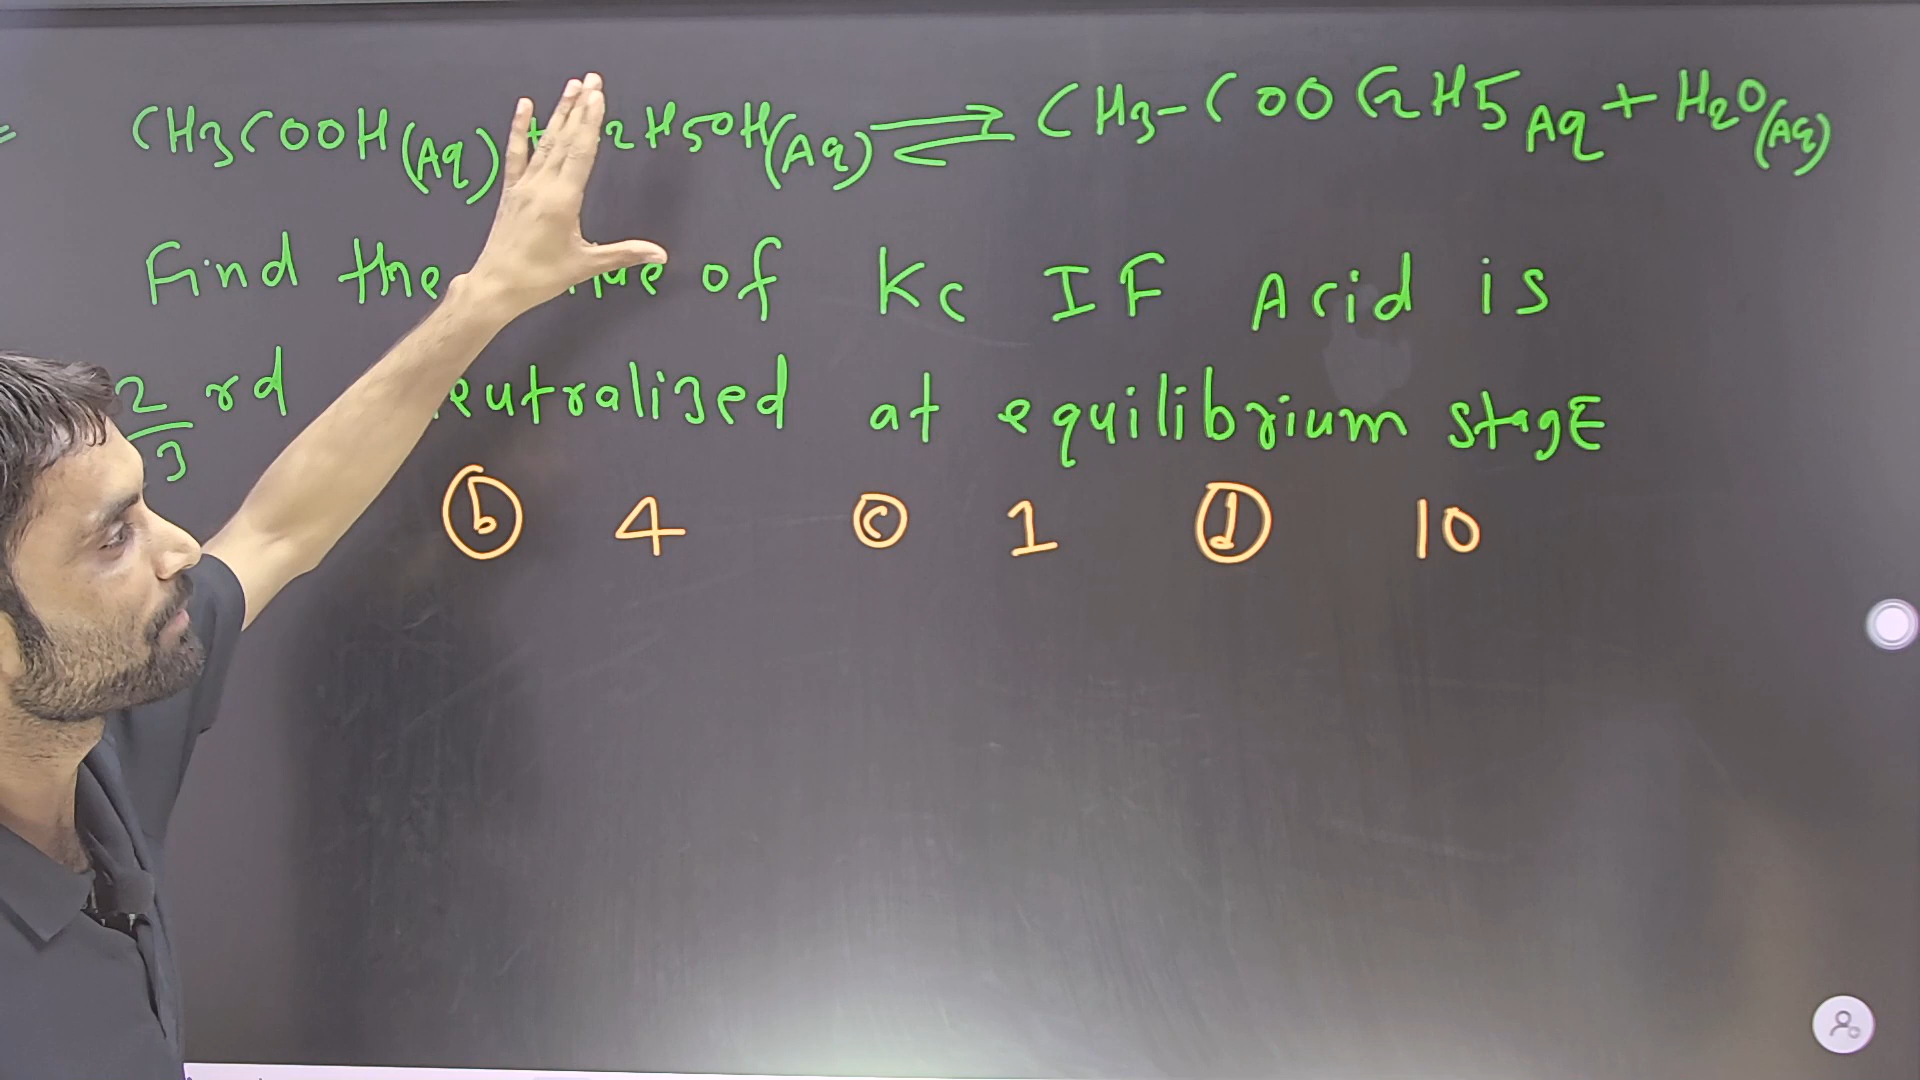 = CH3COOH(Aq) + 2H5OH(Aq) ⇌ CH3-COOC2H5 Aq + H2O(Aq)
Find the of Kc IF Acid is
2/3 rd eutralized at equilibrium stagE
(b) 4 (c) 1 (d) 10